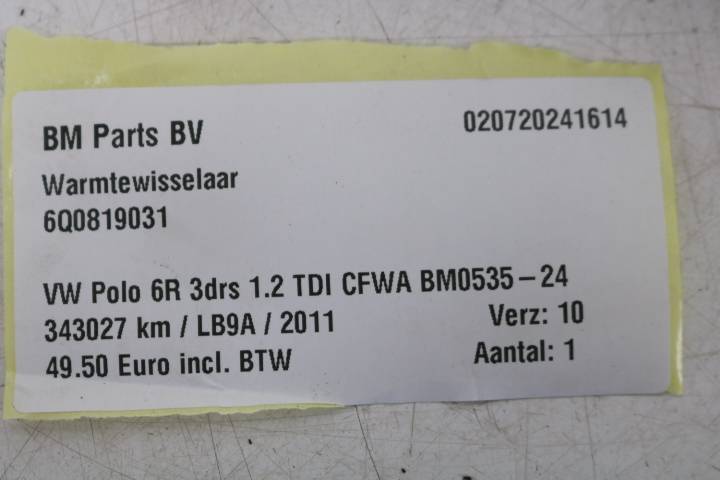 BM Parts BV 020720241614
Warmtewisselaar
6Q0819031
VW Polo 6R 3drs 1.2 TDI CFWA BM0535-24
343027 km / LB9A / 2011 Verz: 10
49.50 Euro incl. BTW Aantal: 1